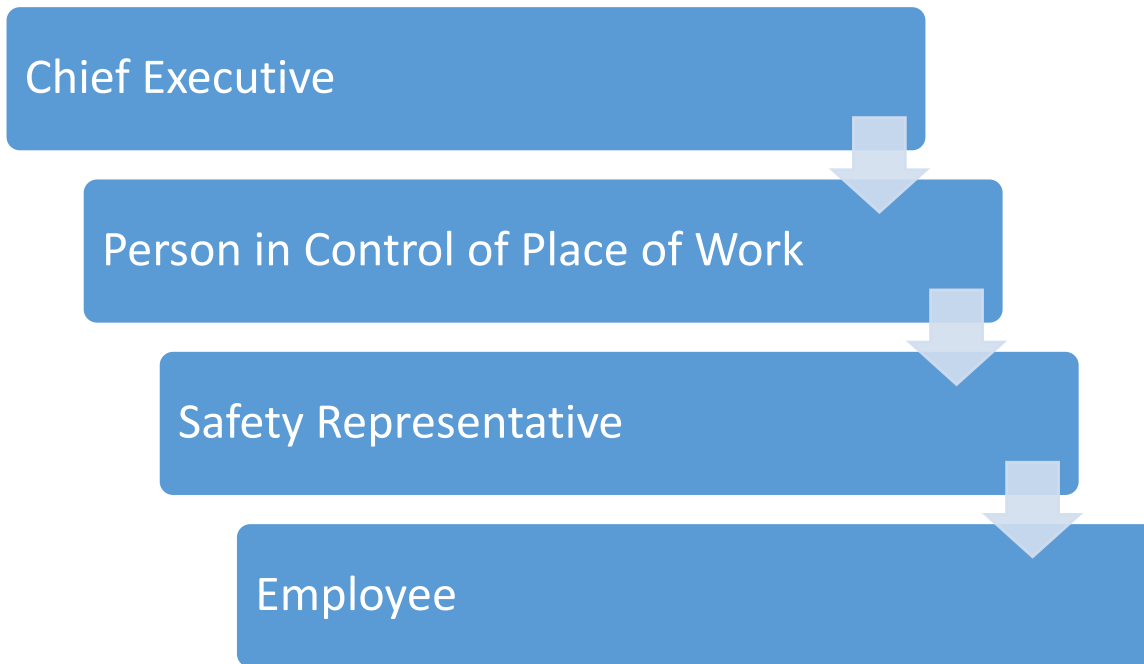 Chief Executive
Person in Control of Place of Work
Safety Representative
Employee